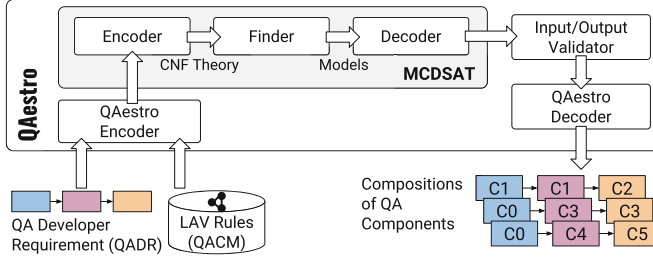 Encoder
Finder
Decoder
CNF Theory
Models
MCDSAT
Input/Output
Validator
QAestro
QAestro
Encoder
QAestro
Decoder
QA Developer
Requirement (QADR)
LAV Rules
(QACM)
Compositions
of QA
Components
C1 C1 C2
C0 C3 C3
C0 C4 C5